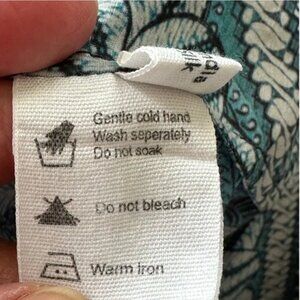 Gentle cold hand
Wash seperately
Do not soak
Do not bleach
Warm iron